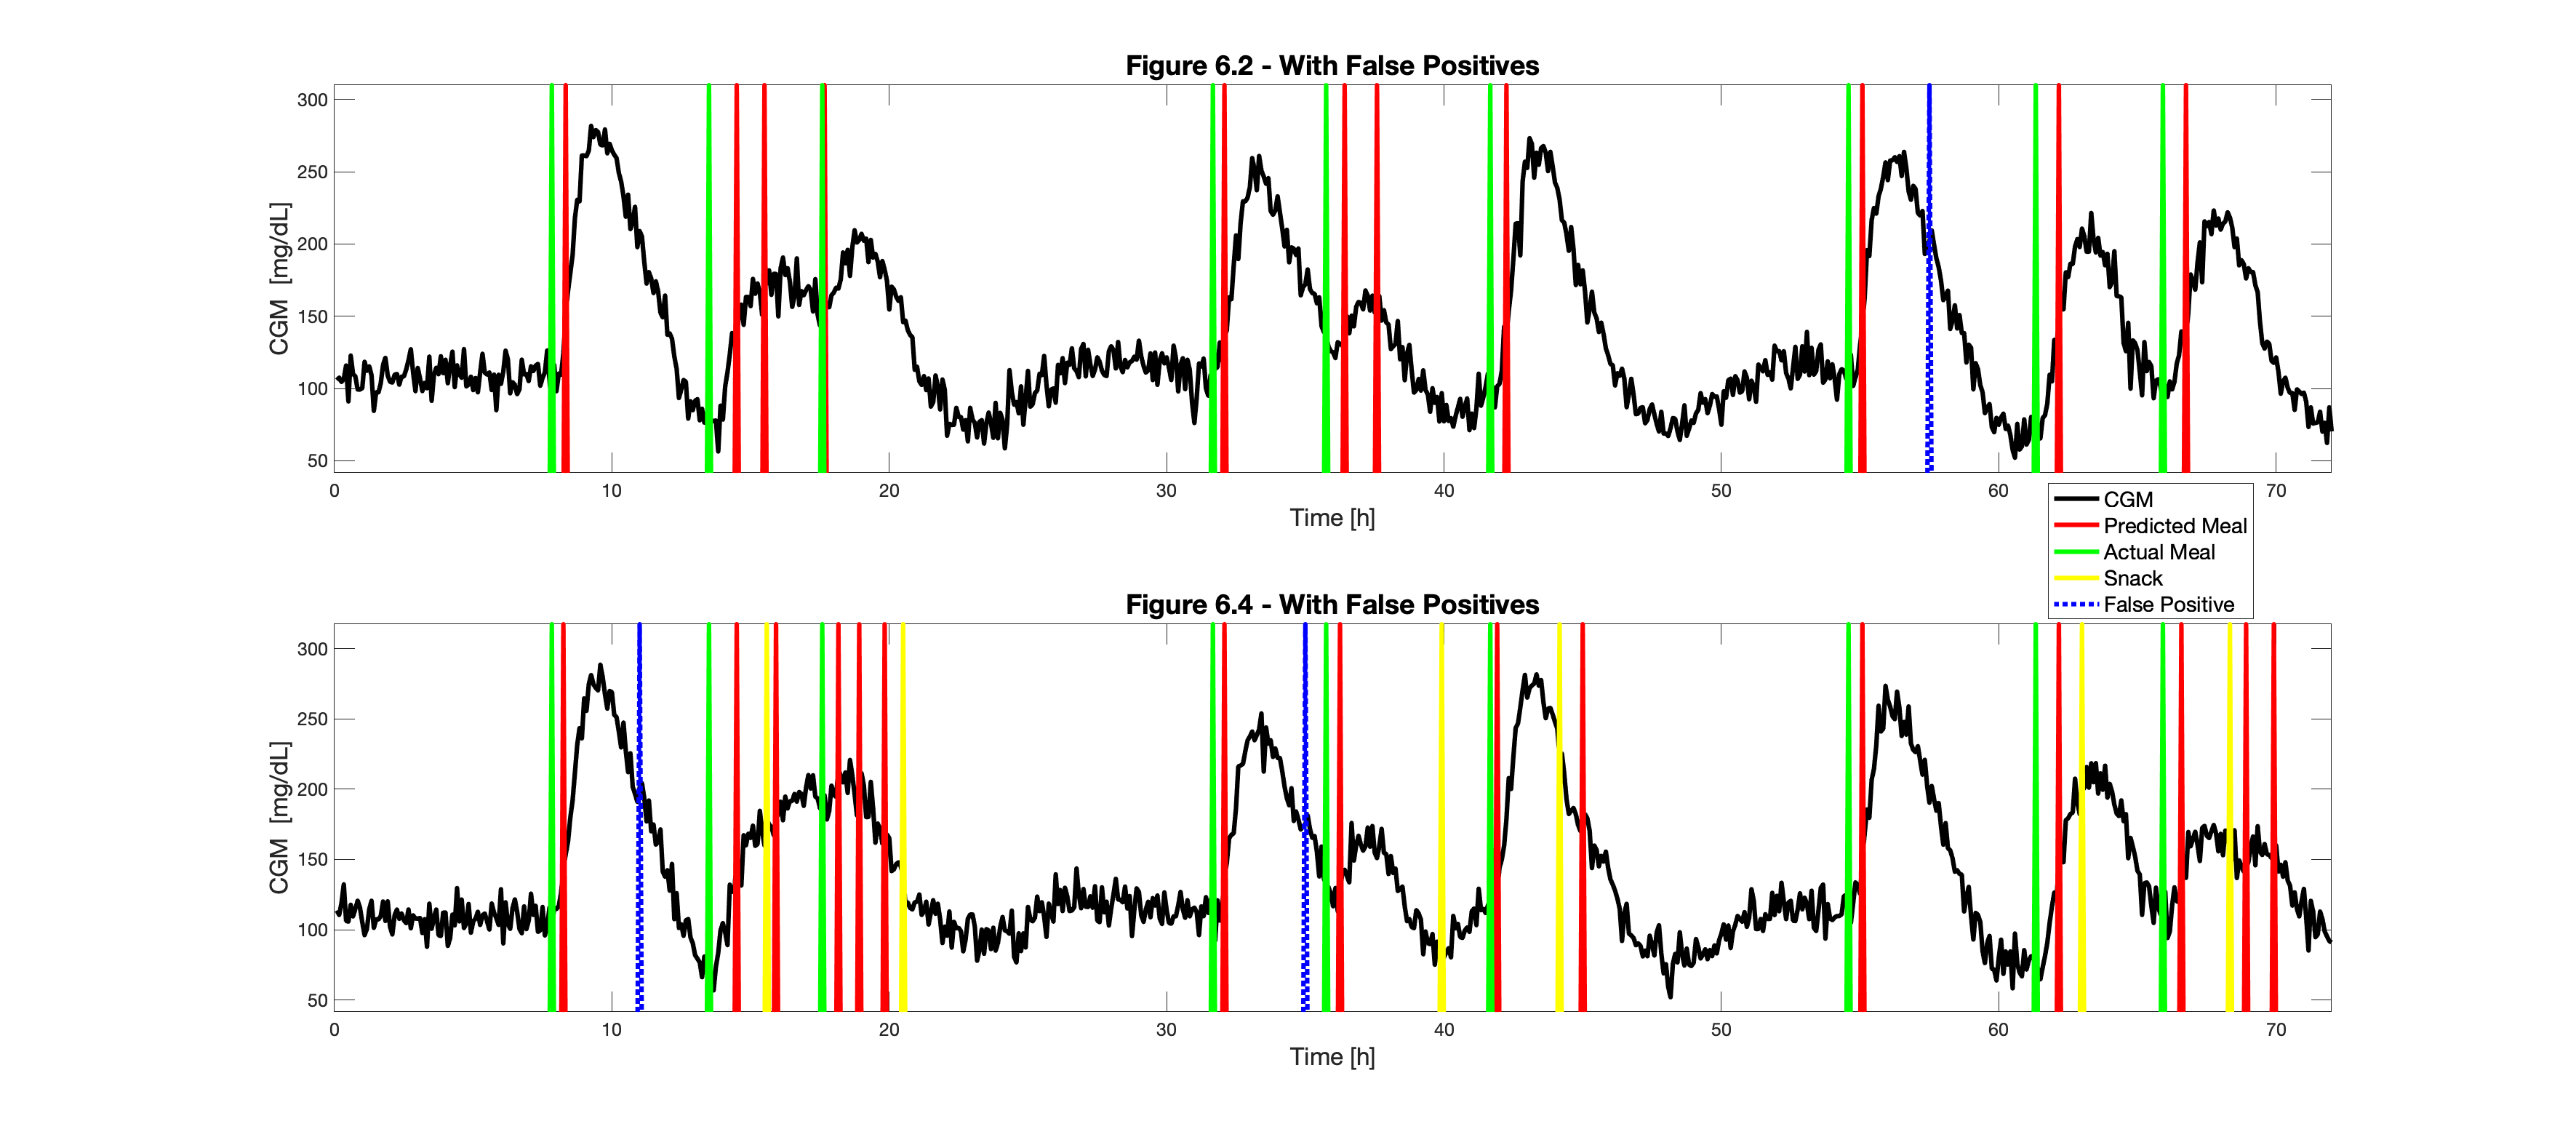 Figure 6.2 - With False Positives
300
250
200
150
100
50
CGM [mg/dL]
0 10 20 30 40 50 60 70
Time [h]
CGM
Predicted Meal
Actual Meal
Snack
False Positive
Figure 6.4 - With False Positives
300
250
200
150
100
50
CGM [mg/dL]
0 10 20 30 40 50 60 70
Time [h]